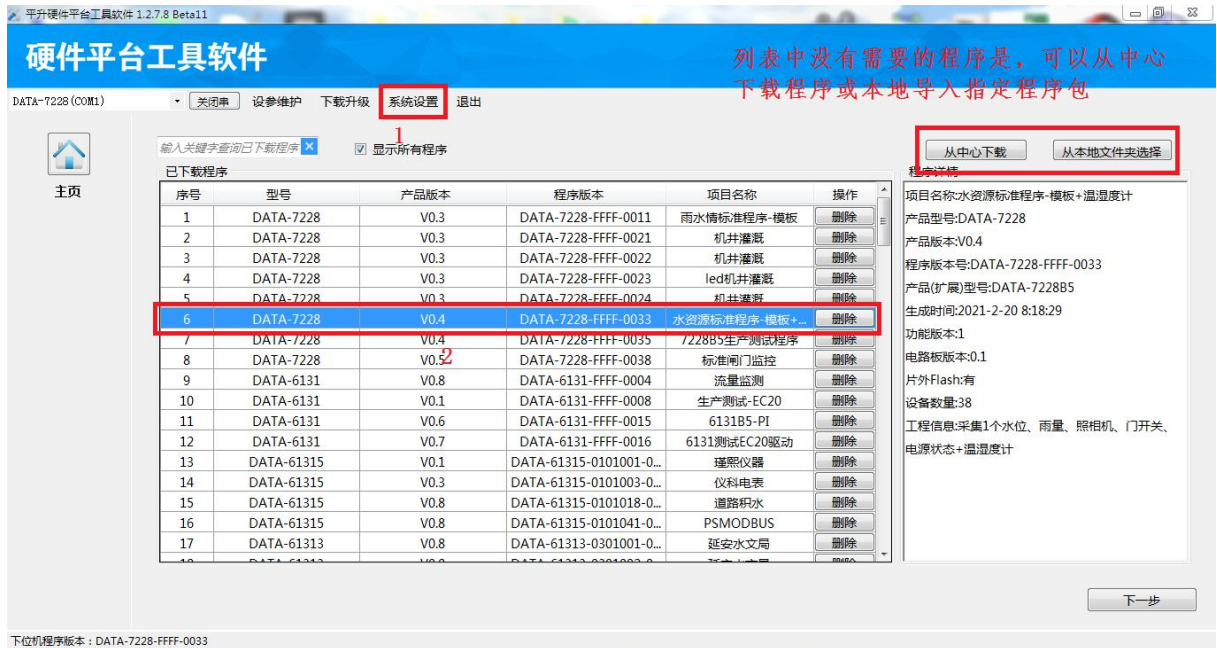 平升硬件平台工具软件 1.2.7.8 Beta11
硬件平台工具软件
列表中没有需要的程序是，可以从中心
下载程序或本地导入指定程序包
DATA-7228(COM1) 关闭串 设参维护 下载升级 系统设置 退出
1
输入关键字查询已下载程序 显示所有程序 从中心下载 从本地文件夹选择
主页
已下载程序 程序详情
序号 型号 产品版本 程序版本 项目名称 操作
1 DATA-7228 V0.3 DATA-7228-FFFF-0011 雨水情标准程序-模板 删除
2 DATA-7228 V0.3 DATA-7228-FFFF-0021 机井灌溉 删除
3 DATA-7228 V0.3 DATA-7228-FFFF-0022 机井灌溉 删除
4 DATA-7228 V0.3 DATA-7228-FFFF-0023 led机井灌溉 删除
5 DATA-7228 V0.3 DATA-7228-FFFF-0024 机井灌溉 删除
6 DATA-7228 V0.4 DATA-7228-FFFF-0033 水资源标准程序-模板+... 删除
7 DATA-7228 V0.4 DATA-7228-FFFF-0035 7228B5生产测试程序 删除
2
8 DATA-7228 V0.5 DATA-7228-FFFF-0038 标准闸门监控 删除
9 DATA-6131 V0.8 DATA-6131-FFFF-0004 流量监测 删除
10 DATA-6131 V0.1 DATA-6131-FFFF-0008 生产测试-EC20 删除
11 DATA-6131 V0.6 DATA-6131-FFFF-0015 6131B5-PI 删除
12 DATA-6131 V0.7 DATA-6131-FFFF-0016 6131测试EC20驱动 删除
13 DATA-61315 V0.1 DATA-61315-0101001-0... 瑾熙仪器 删除
14 DATA-61315 V0.3 DATA-61315-0101003-0... 仪科电表 删除
15 DATA-61315 V0.8 DATA-61315-0101018-0... 道路积水 删除
16 DATA-61315 V0.8 DATA-61315-0101041-0... PSMODBUS 删除
17 DATA-61313 V0.8 DATA-61313-0301001-0... 延安水文局 删除
项目名称:水资源标准程序-模板+温湿度计
产品型号:DATA-7228
产品版本:V0.4
程序版本号:DATA-7228-FFFF-0033
产品(扩展)型号:DATA-7228B5
生成时间:2021-2-20 8:18:29
功能版本:1
电路板版本:0.1
片外Flash:有
设备数量:38
工程信息:采集1个水位、雨量、照相机、门开关、
电源状态+温湿度计
下一步
下位机程序版本：DATA-7228-FFFF-0033